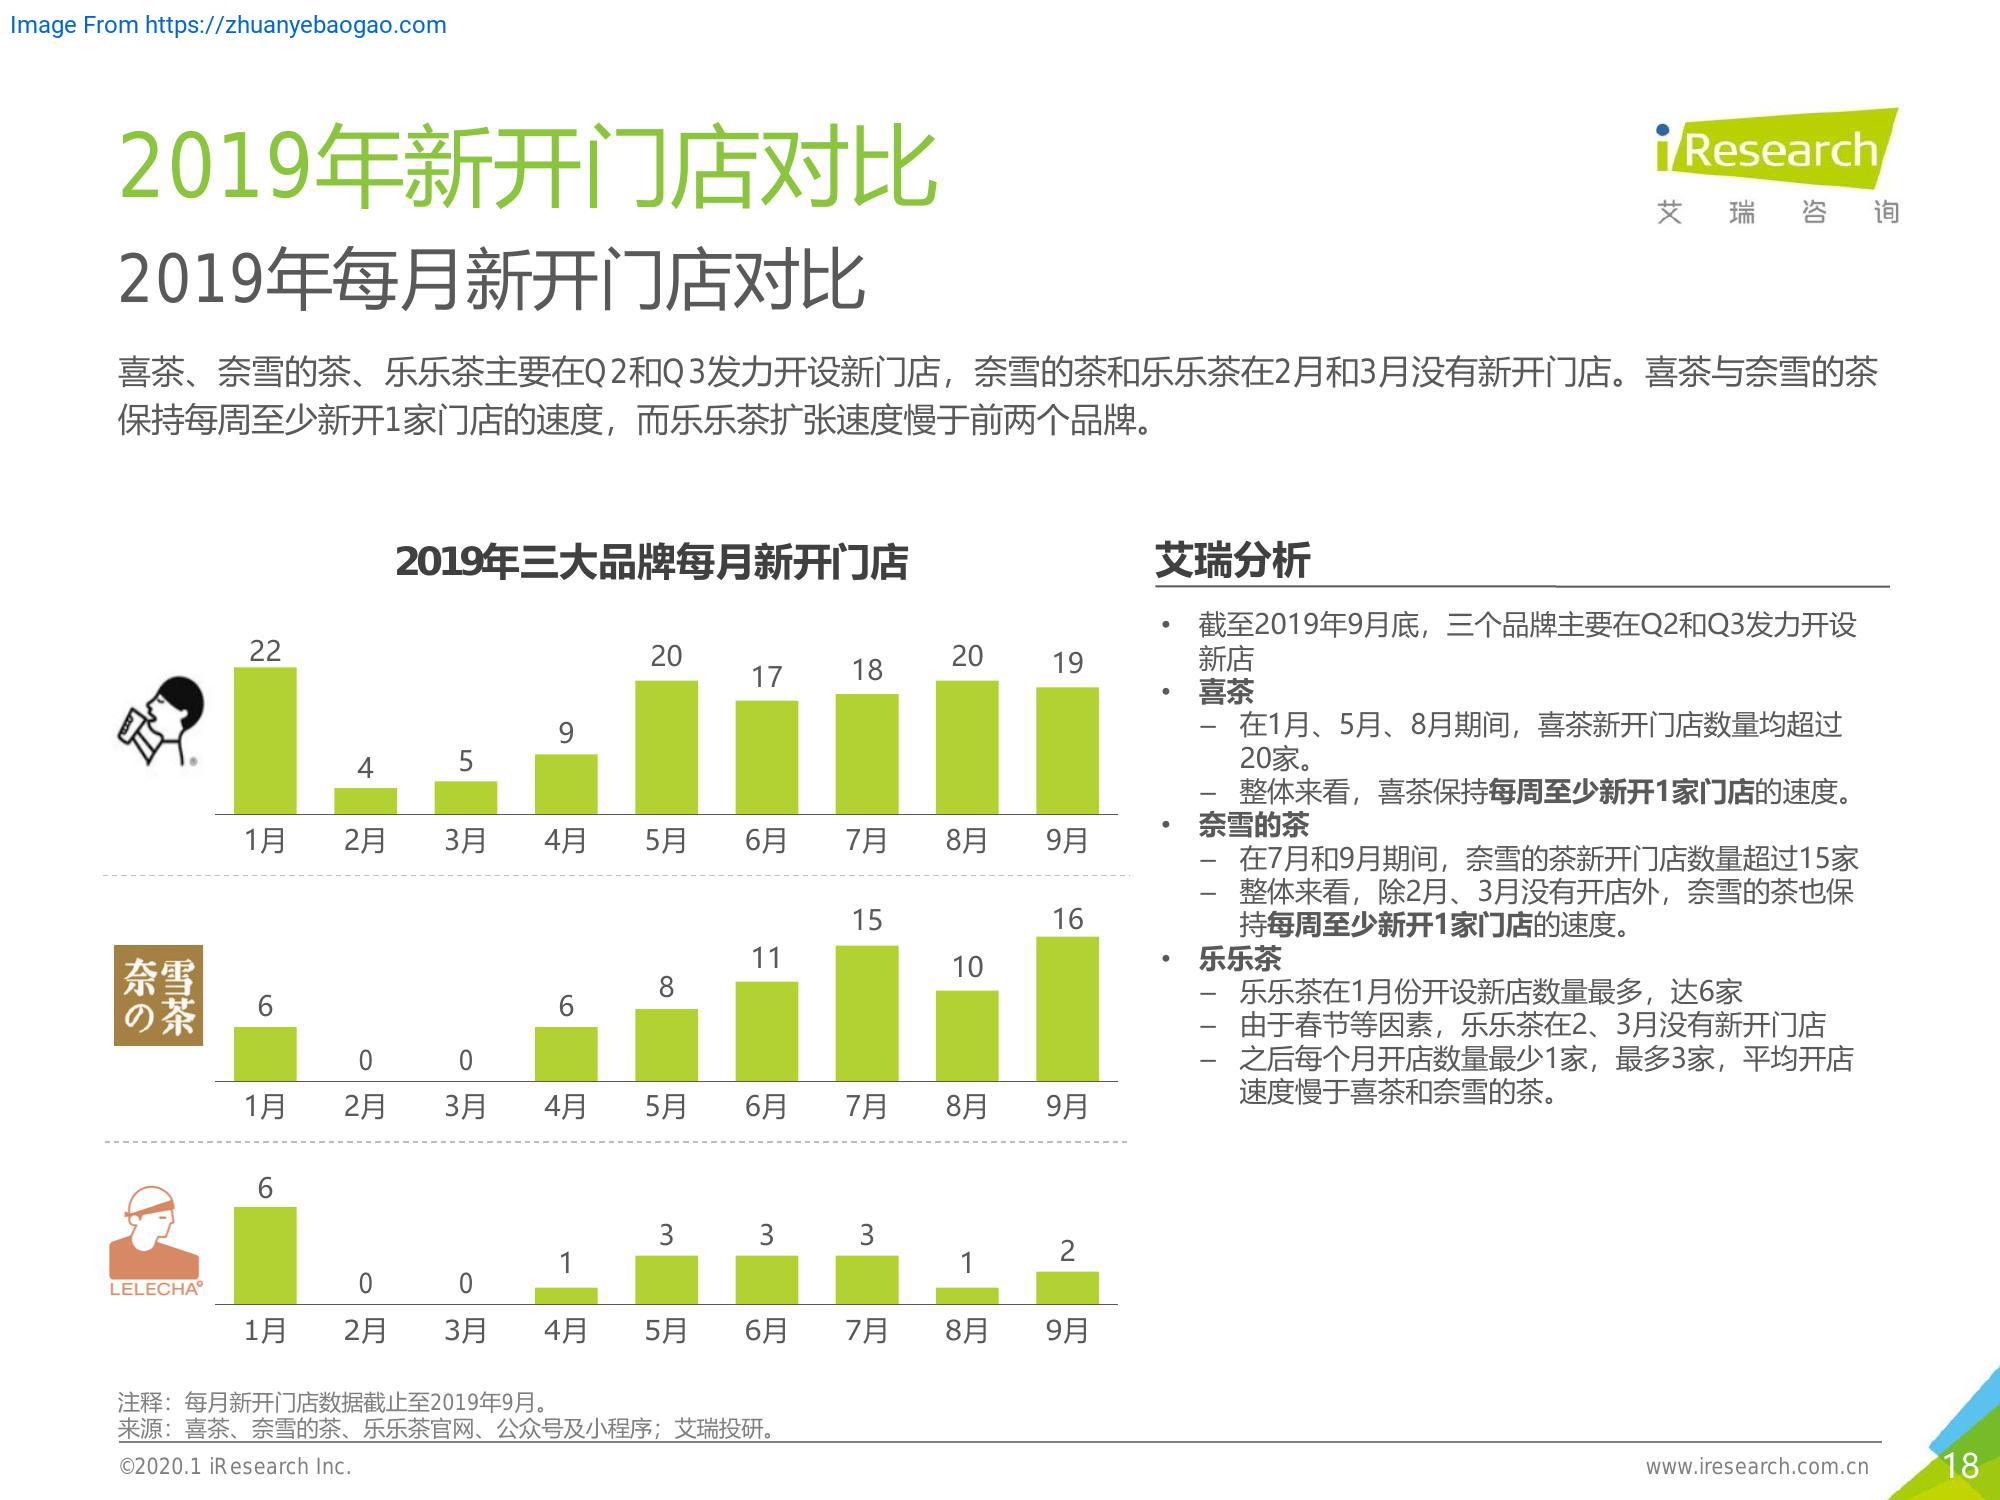 Image From https://zhuanyebaogao.com
2019年新开门店对比
iResearch
艾瑞咨询
2019年每月新开门店对比
喜茶、奈雪的茶、乐乐茶主要在Q2和Q3发力开设新门店，奈雪的茶和乐乐茶在2月和3月没有新开门店。喜茶与奈雪的茶
保持每周至少新开1家门店的速度，而乐乐茶扩张速度慢于前两个品牌。
2019年三大品牌每月新开门店
22 4 5 9 20 17 18 20 19
1月 2月 3月 4月 5月 6月 7月 8月 9月
奈雪
の茶
6 0 0 6 8 11 15 10 16
1月 2月 3月 4月 5月 6月 7月 8月 9月
LELECHA
6 0 0 1 3 3 3 1 2
1月 2月 3月 4月 5月 6月 7月 8月 9月
艾瑞分析
• 截至2019年9月底，三个品牌主要在Q2和Q3发力开设
新店
• 喜茶
– 在1月、5月、8月期间，喜茶新开门店数量均超过
20家。
– 整体来看，喜茶保持每周至少新开1家门店的速度。
• 奈雪的茶
– 在7月和9月期间，奈雪的茶新开门店数量超过15家
– 整体来看，除2月、3月没有开店外，奈雪的茶也保
持每周至少新开1家门店的速度。
• 乐乐茶
– 乐乐茶在1月份开设新店数量最多，达6家
– 由于春节等因素，乐乐茶在2、3月没有新开门店
– 之后每个月开店数量最少1家，最多3家，平均开店
速度慢于喜茶和奈雪的茶。
注释：每月新开门店数据截止至2019年9月。
来源：喜茶、奈雪的茶、乐乐茶官网、公众号及小程序；艾瑞投研。
©2020.1 iResearch Inc.
www.iresearch.com.cn
18